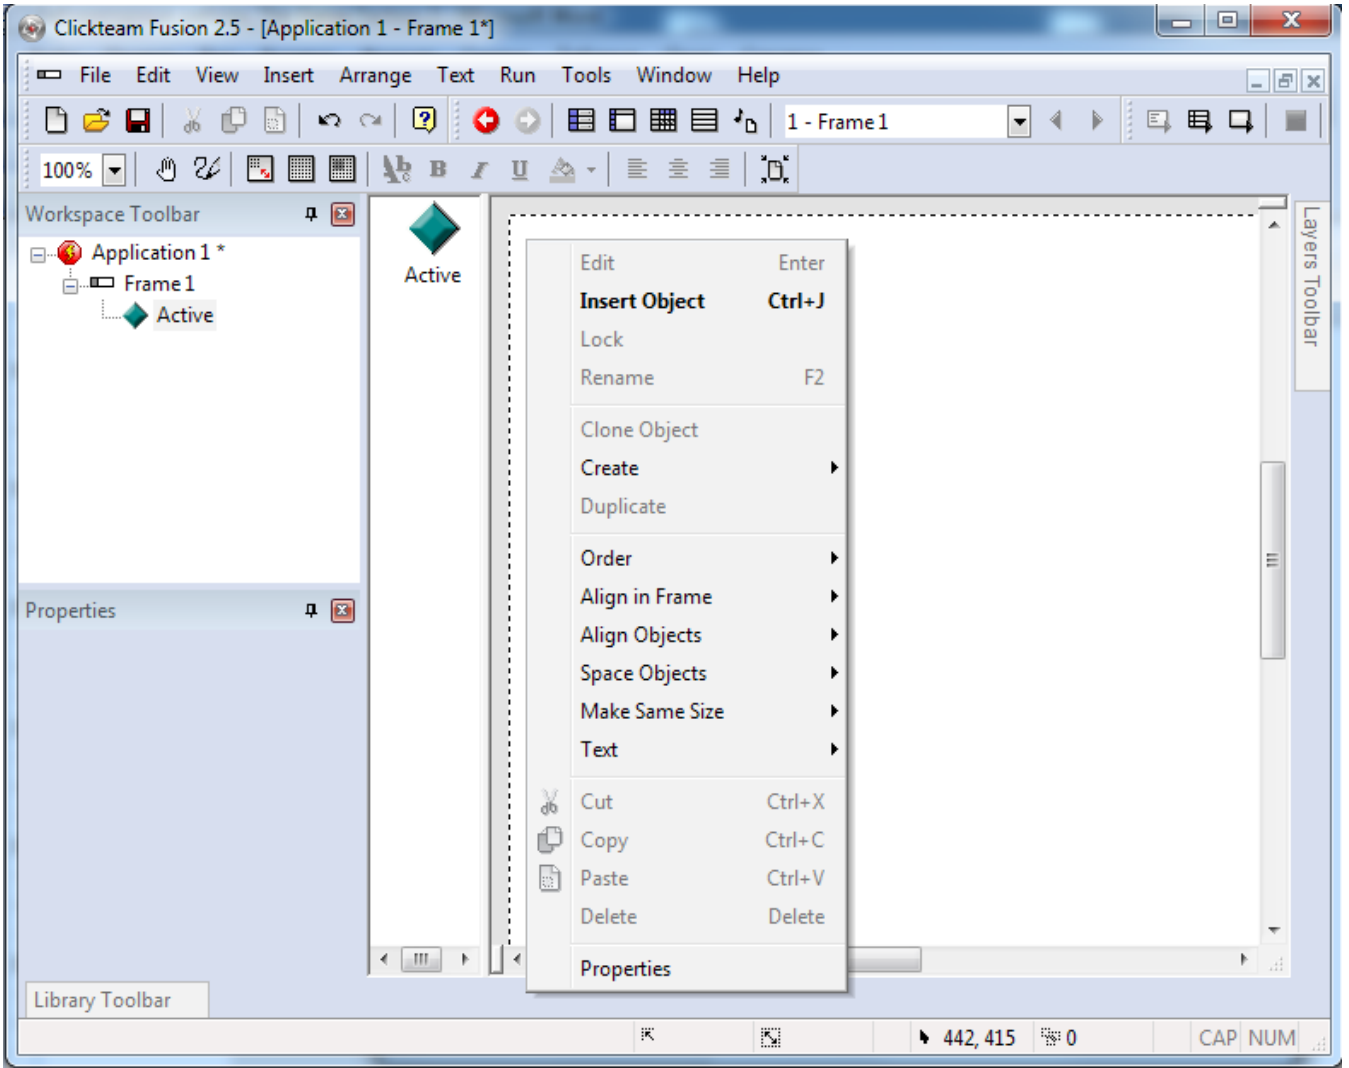 Clickteam Fusion 2.5 - [Application 1 - Frame 1*]
File Edit View Insert Arrange Text Run Tools Window Help
1 - Frame 1
100%
Workspace Toolbar
Application 1 *
Frame 1
Active
Active
Layers Toolbar
Edit Enter
Insert Object Ctrl+J
Lock
Rename F2
Clone Object
Create
Duplicate
Order
Align in Frame
Align Objects
Space Objects
Make Same Size
Text
Cut Ctrl+X
Copy Ctrl+C
Paste Ctrl+V
Delete Delete
Properties
Properties
Library Toolbar
442, 415 0 CAP NUM